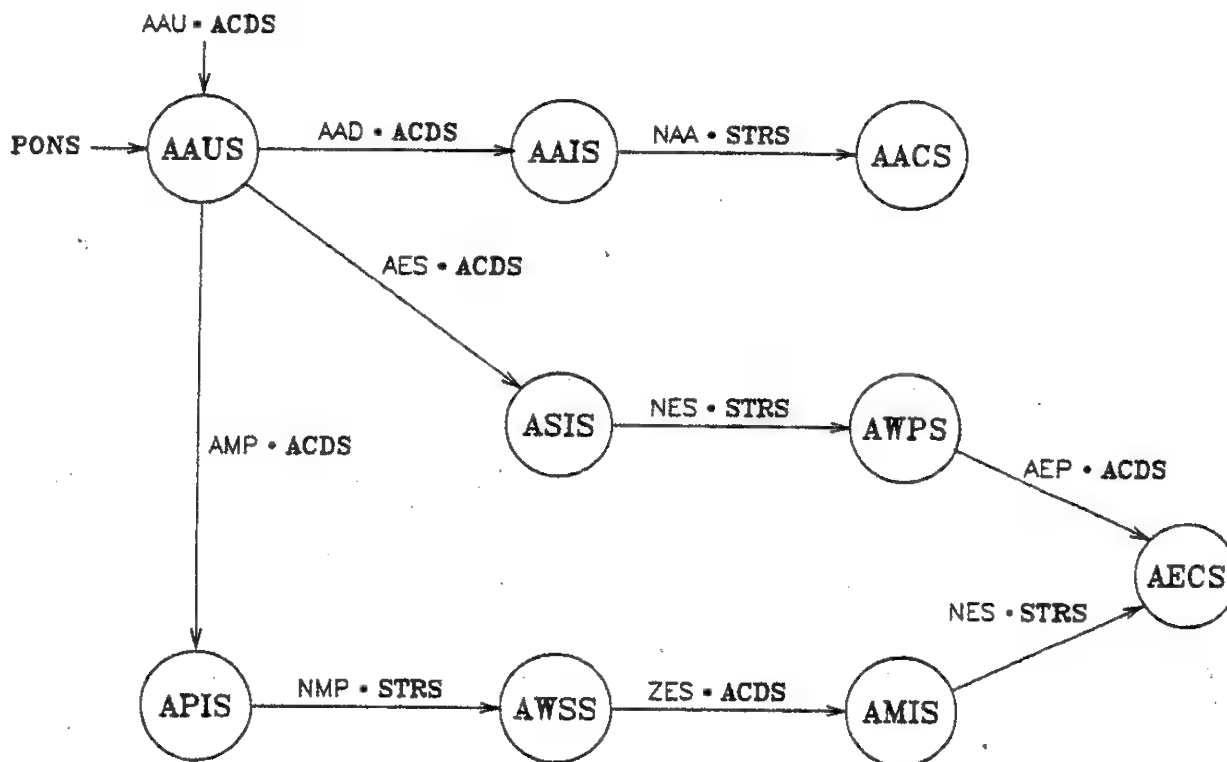 AAU • ACDS
PONS
AAUS
AAD • ACDS
AAIS
NAA • STRS
AACS
AES • ACDS
ASIS
NES • STRS
AWPS
AMP • ACDS
AEP • ACDS
AECS
NES • STRS
APIS
NMP • STRS
AWSS
ZES • ACDS
AMIS